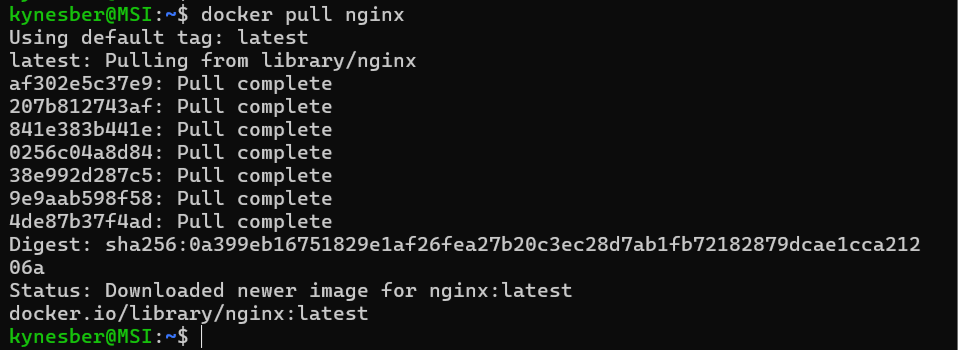 kynesber@MSI:~$ docker pull nginx
Using default tag: latest
latest: Pulling from library/nginx
af302e5c37e9: Pull complete
207b812743af: Pull complete
841e383b441e: Pull complete
0256c04a8d84: Pull complete
38e992d287c5: Pull complete
9e9aab598f58: Pull complete
4de87b37f4ad: Pull complete
Digest: sha256:0a399eb16751829e1af26fea27b20c3ec28d7ab1fb72182879dcae1cca212
06a
Status: Downloaded newer image for nginx:latest
docker.io/library/nginx:latest
kynesber@MSI:~$